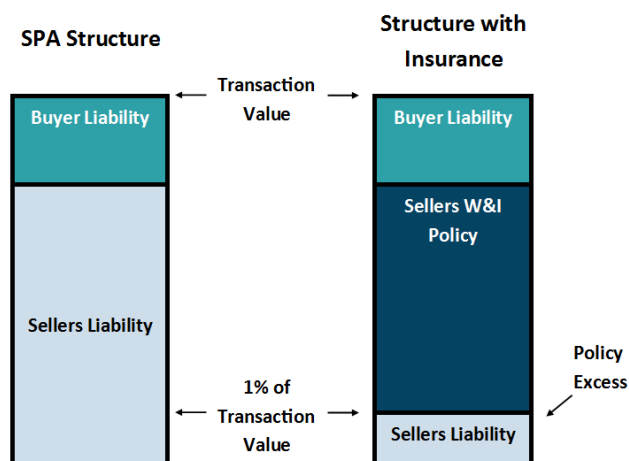 SPA Structure
Structure with
Insurance
Transaction
Value
Buyer Liability
Buyer Liability
Sellers W&I
Policy
Sellers Liability
1% of
Transaction
Value
Policy
Excess
Sellers Liability